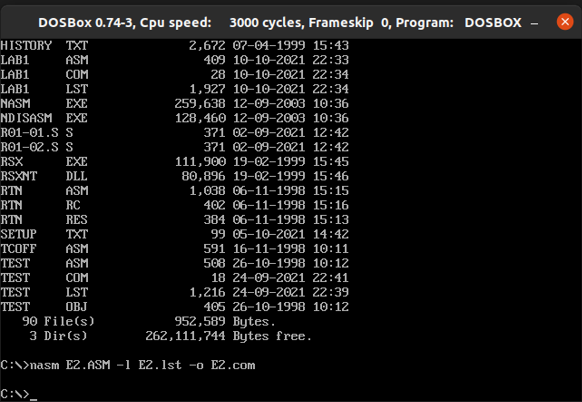 DOSBox 0.74-3, Cpu speed: 3000 cycles, Frameskip 0, Program: DOSBOX
HISTORY TXT 2,672 07-04-1999 15:43
LAB1 ASM 409 10-10-2021 22:33
LAB1 COM 28 10-10-2021 22:34
LAB1 LST 1,927 10-10-2021 22:34
NASM EXE 259,638 12-09-2003 10:36
NDISASM EXE 128,460 12-09-2003 10:36
R01-01.S S 371 02-09-2021 12:42
R01-02.S S 371 02-09-2021 12:42
RSX EXE 111,900 19-02-1999 15:45
RSXNT DLL 80,896 19-02-1999 15:46
RTN ASM 1,038 06-11-1998 15:15
RTN RC 402 06-11-1998 15:16
RTN RES 384 06-11-1998 15:13
SETUP TXT 99 05-10-2021 14:42
TCOFF ASM 591 16-11-1998 10:11
TEST ASM 508 26-10-1998 10:12
TEST COM 18 24-09-2021 22:41
TEST LST 1,216 24-09-2021 22:39
TEST OBJ 405 26-10-1998 10:12
90 File(s) 952,589 Bytes.
3 Dir(s) 262,111,744 Bytes free.
C:\>nasm E2.ASM -l E2.lst -o E2.com
C:\>_